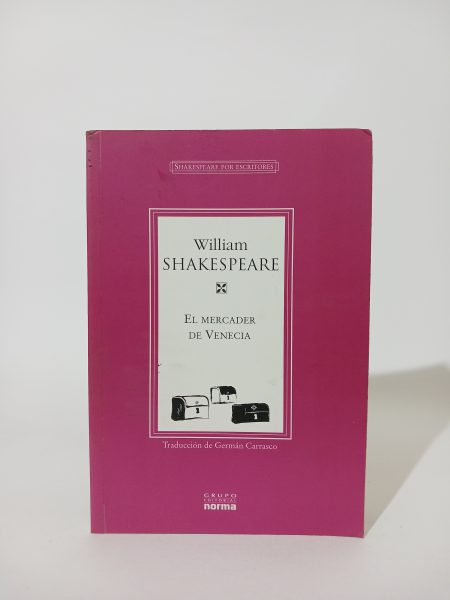 SHAKESPEARE POR ESCRITORES
William
SHAKESPEARE
EL MERCADER
DE VENECIA
Traducción de Germán Carrasco
GRUPO
EDITORIAL
norma